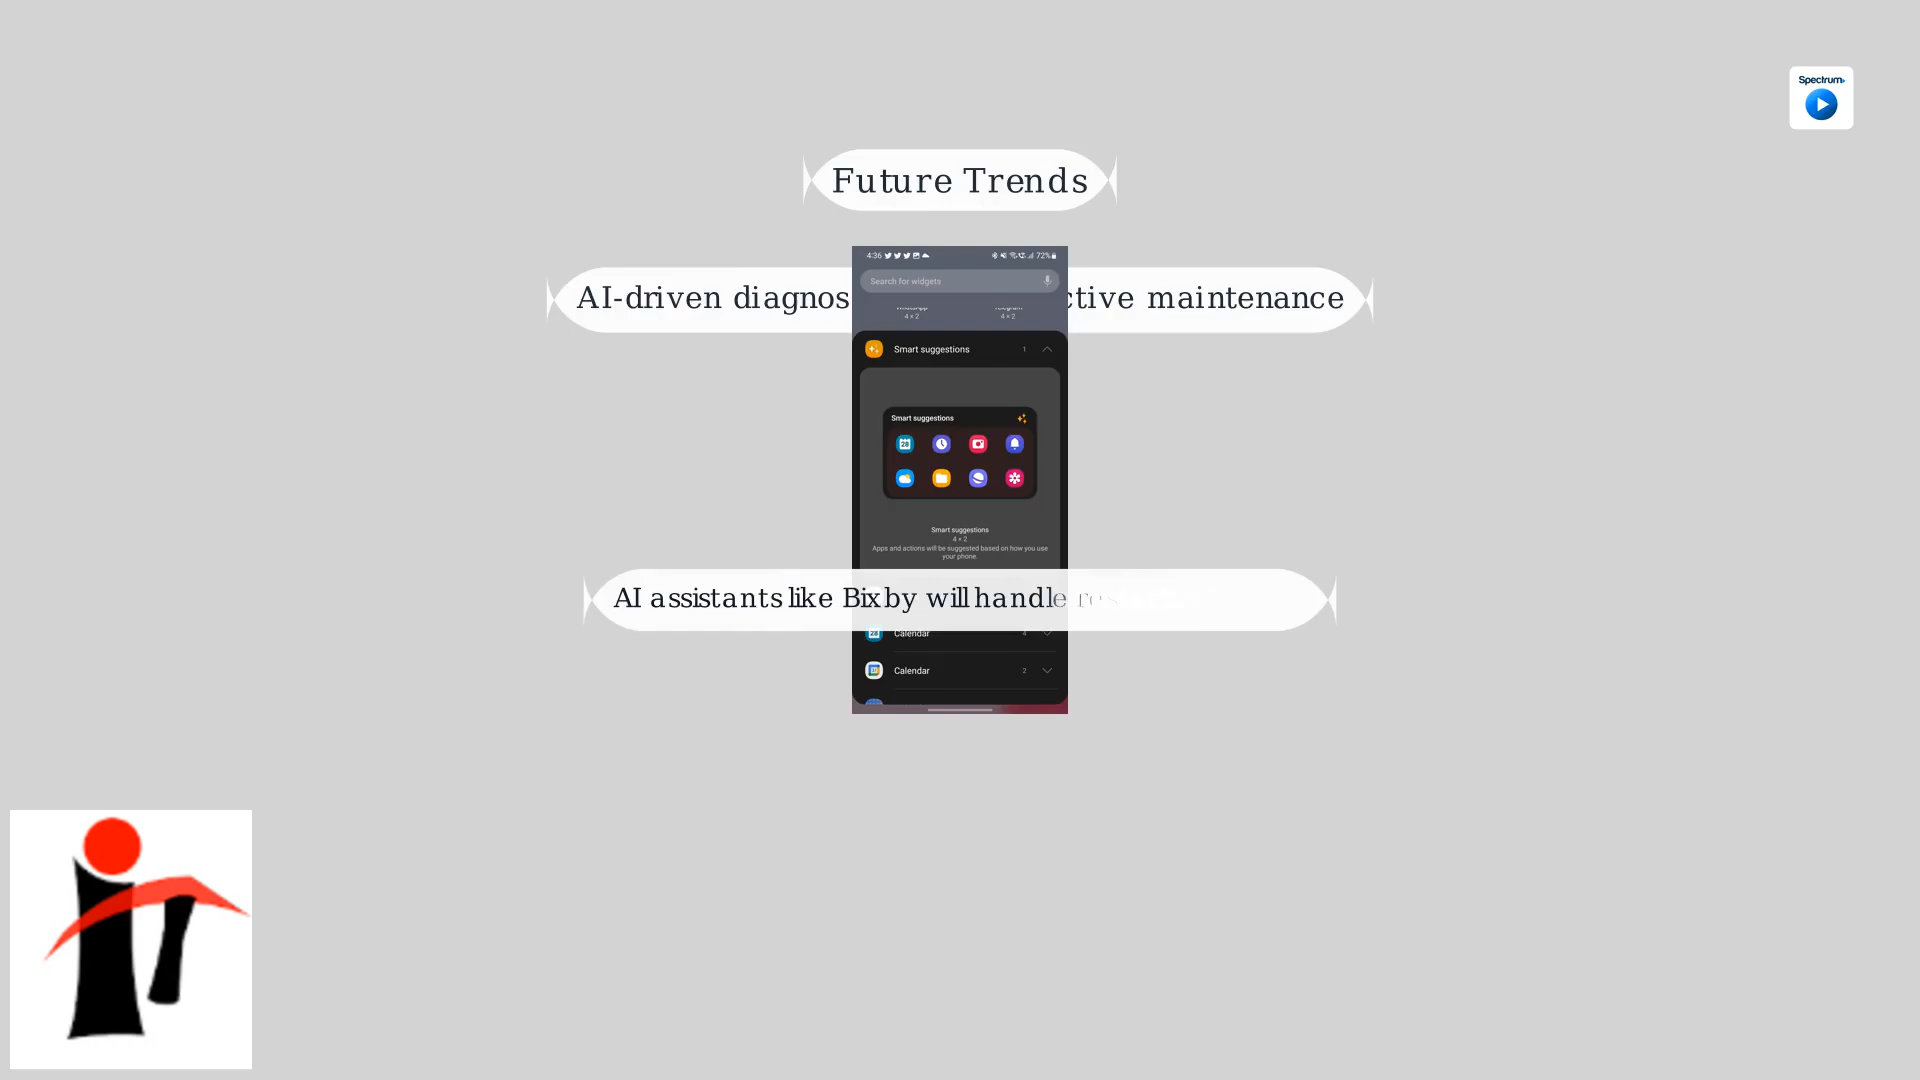 Spectrum
Future Trends
4:36 72%
Search for widgets
AI-driven diagnos ctive maintenance
4 × 2 4 × 2
Smart suggestions 1
Smart suggestions
28
Smart suggestions
4 × 2
Apps and actions will be suggested based on how you use
your phone.
AI assistants like Bixby will handle
Calendar 4
Calendar 2